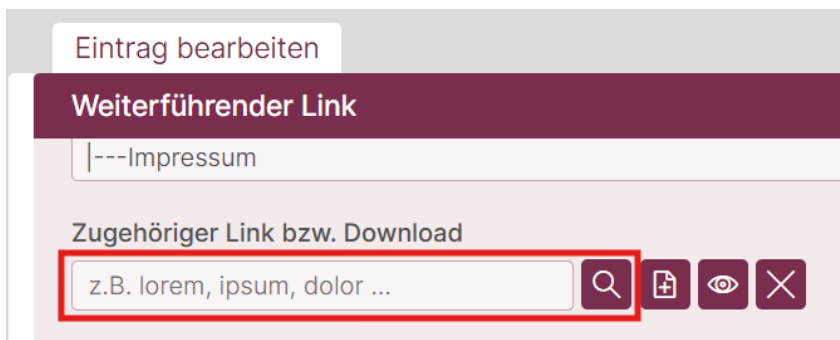 Eintrag bearbeiten
Weiterführender Link
|---Impressum
Zugehöriger Link bzw. Download
z.B. lorem, ipsum, dolor ...